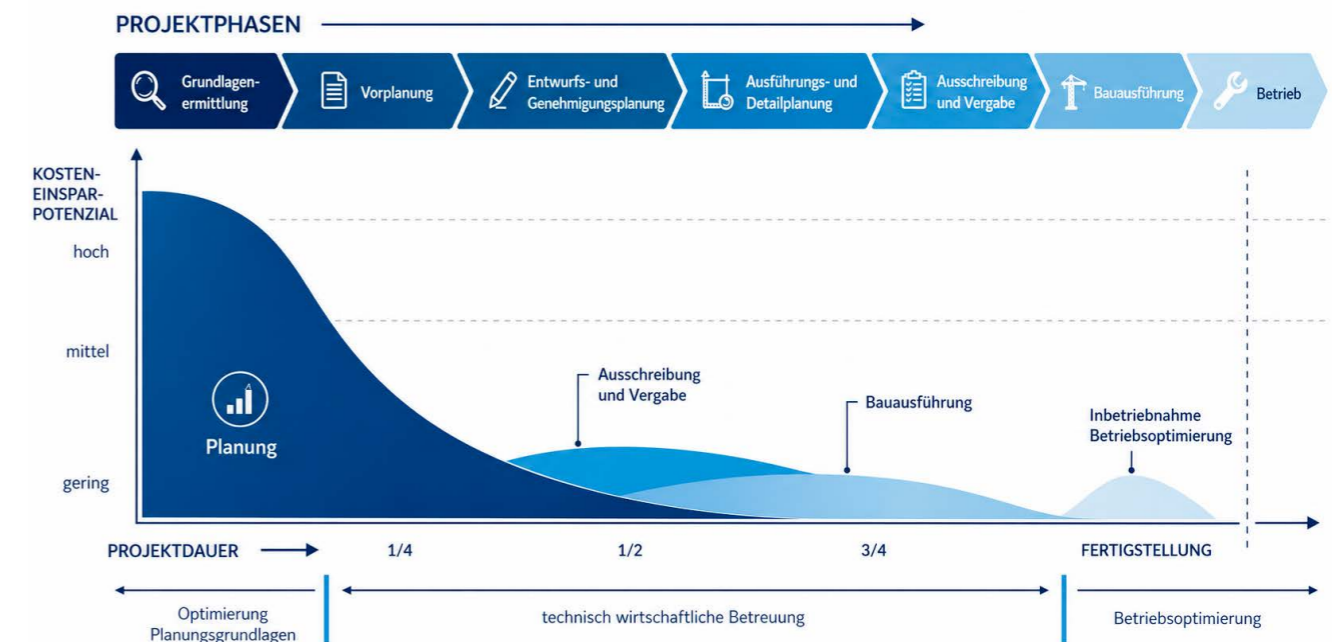 PROJEKTPHASEN
Grundlagen-
ermittlung
Vorplanung
Entwurfs- und
Genehmigungsplanung
Ausführungs- und
Detailplanung
Ausschreibung
und Vergabe
Bauausführung
Betrieb
KOSTEN-
EINSPAR-
POTENZIAL
hoch
mittel
gering
Planung
Ausschreibung
und Vergabe
Bauausführung
Inbetriebnahme
Betriebsoptimierung
PROJEKTDAUER
1/4
1/2
3/4
FERTIGSTELLUNG
Optimierung
Planungsgrundlagen
technisch wirtschaftliche Betreuung
Betriebsoptimierung